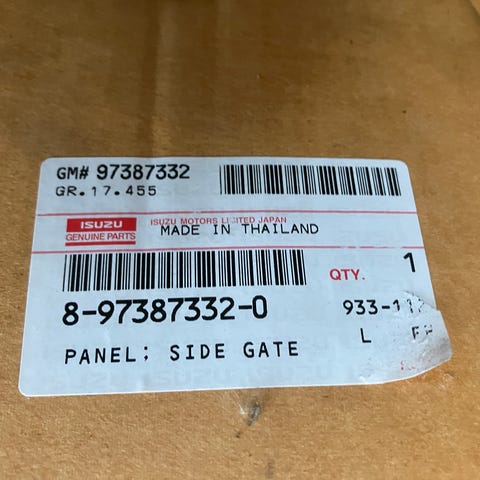 GM# 97387332
GR.17.455
ISUZU
GENUINE PARTS
ISUZU MOTORS LIMITED JAPAN
MADE IN THAILAND
QTY. 1
8-97387332-0
PANEL; SIDE GATE
L